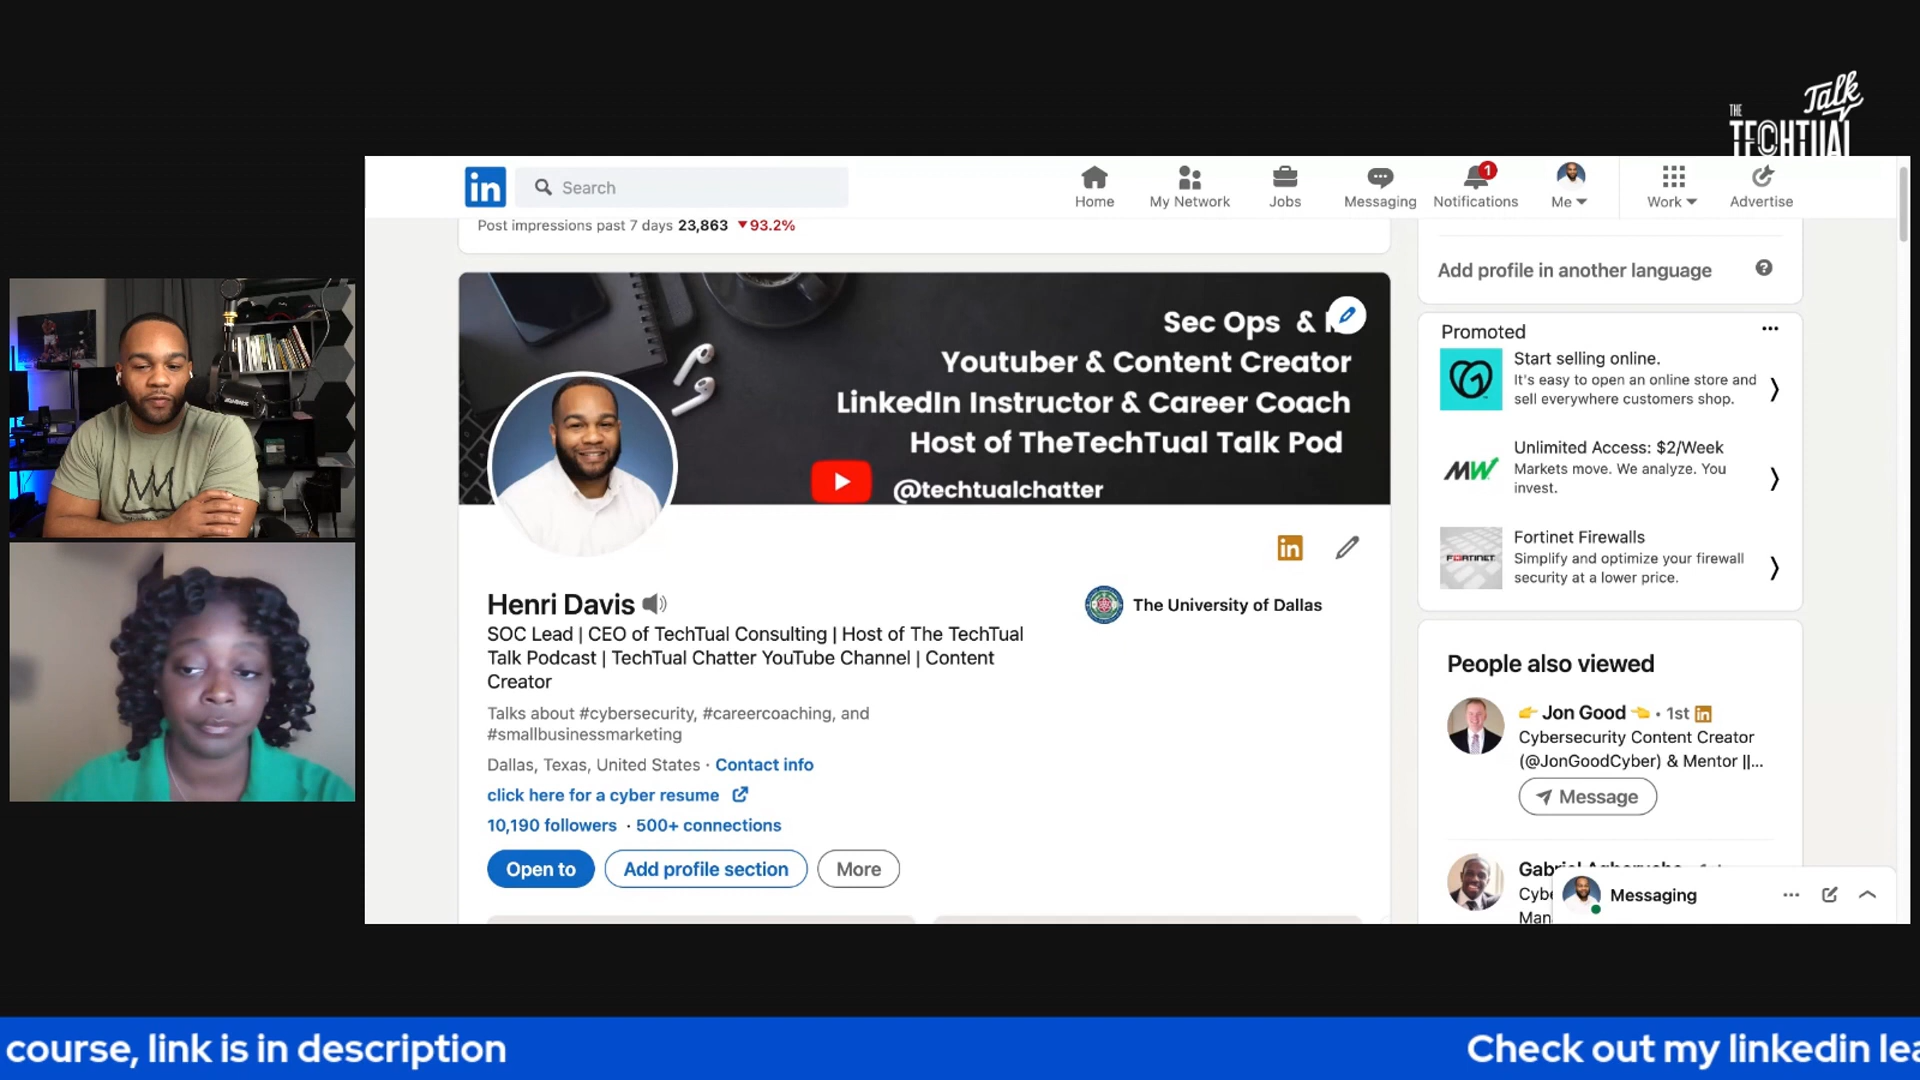 THE
Talk
TECHTUAL
in
Search
Home
My Network
Jobs
Messaging
1
Notifications
Me
Work
Advertise
Post impressions past 7 days 23,863 ▼93.2%
Add profile in another language
?
Sec Ops &
Youtuber & Content Creator
LinkedIn Instructor & Career Coach
Host of TheTechTual Talk Pod
@techtualchatter
in
Henri Davis
The University of Dallas
SOC Lead | CEO of TechTual Consulting | Host of The TechTual
Talk Podcast | TechTual Chatter YouTube Channel | Content
Creator
Talks about #cybersecurity, #careercoaching, and
#smallbusinessmarketing
Dallas, Texas, United States · Contact info
click here for a cyber resume
10,190 followers · 500+ connections
Open to
Add profile section
More
Promoted
Start selling online.
It's easy to open an online store and
sell everywhere customers shop.
MW
Unlimited Access: $2/Week
Markets move. We analyze. You
invest.
FORTINET
Fortinet Firewalls
Simplify and optimize your firewall
security at a lower price.
People also viewed
👉 Jon Good 👈 · 1st in
Cybersecurity Content Creator
(@JonGoodCyber) & Mentor ||...
Message
Messaging
course, link is in description
Check out my linkedin lea